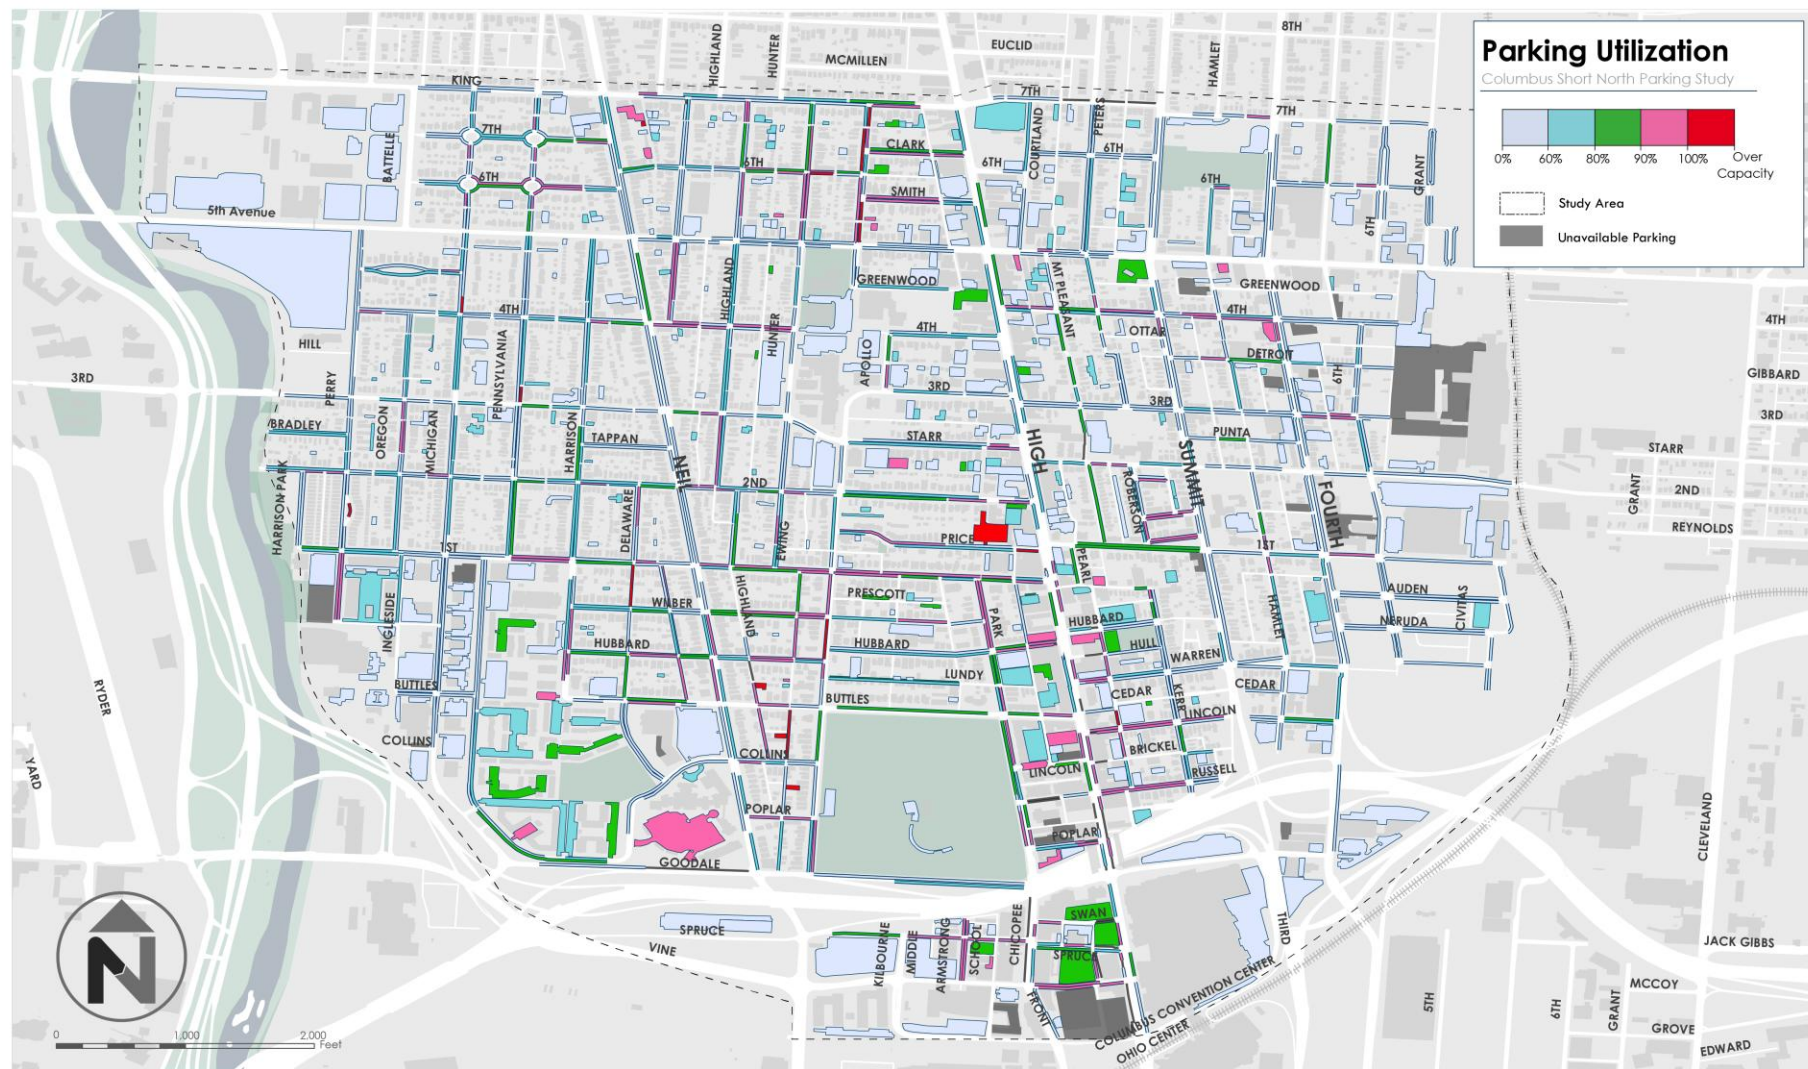 Parking Utilization
Columbus Short North Parking Study
0% 60% 80% 90% 100% Over
Capacity
Study Area
Unavailable Parking
8TH
EUCLID
HIGHLAND
HUNTER
MCMILLEN
HAMLET
KING
7TH
PETERS
7TH
7TH
BATTELLE
CLARK
COURTLAND
6TH
6TH
6TH
6TH
6TH
SMITH
GRANT
5th Avenue
6TH
GREENWOOD
MT PLEASANT
GREENWOOD
HIGHLAND
4TH
4TH
4TH
4TH
OTTAR
HILL
PENNSYLVANIA
HUNTER
APOLLO
DETROIT
6TH
3RD
PERRY
3RD
3RD
GIBBARD
3RD
BRADLEY
OREGON
MICHIGAN
HARRISON
TAPPAN
STARR
PUNTA
HIGH
SUMMIT
STARR
NEIL
2ND
ROBERSON
FOURTH
GRANT
2ND
HARRISON PARK
DELAWARE
EWING
PRICE
REYNOLDS
1ST
1ST
PEARL
INGLESIDE
HIGHLAND
WILBER
PRESCOTT
PARK
HUBBARD
HAMLET
AUDEN
CIVITAS
NERUDA
HUBBARD
HUBBARD
HULL
WARREN
BUTTLES
LUNDY
CEDAR
KERR
CEDAR
RYDER
BUTTLES
LINCOLN
COLLINS
COLLINS
BRICKEL
YARD
LINCOLN
RUSSELL
POPLAR
POPLAR
CLEVELAND
GOODALE
SPRUCE
VINE
KILBOURNE
MIDDLE
ARMSTRONG
SCHOOL
CHICOPEE
SWAN
SPRUCE
THIRD
JACK GIBBS
FRONT
COLUMBUS CONVENTION CENTER
OHIO CENTER
5TH
6TH
GRANT
MCCOY
GROVE
EDWARD
N
0 1,000 2,000
Feet